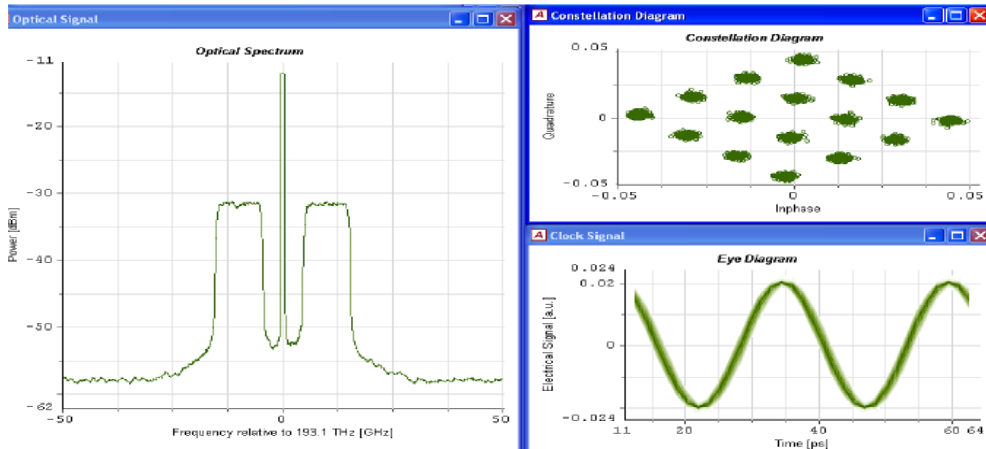 Optical Signal
Optical Spectrum
-11
-20
-30
-40
-50
-62
Power [dBm]
-50
0
50
Frequency relative to 193.1 THz [GHz]
A Constellation Diagram
Constellation Diagram
0.05
0
-0.05
Quadrature
-0.05
0
0.05
Inphase
A Clock Signal
Eye Diagram
0.024
0.02
0
-0.024
Electrical Signal [a.u.]
11
20
40
60
64
Time [ps]